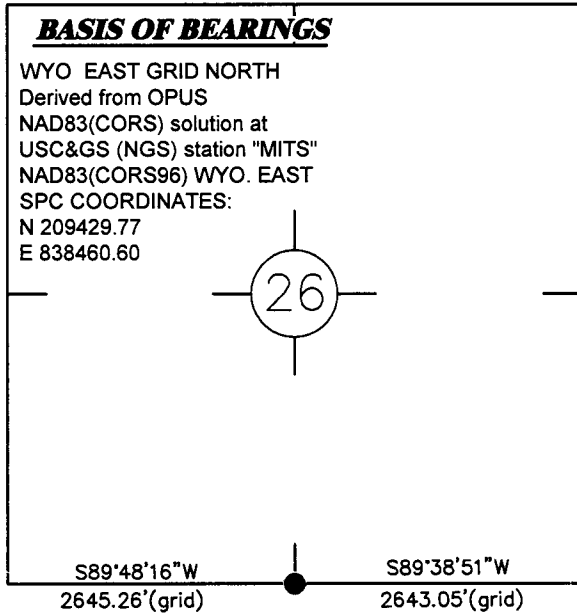 BASIS OF BEARINGS
WYO EAST GRID NORTH
Derived from OPUS
NAD83(CORS) solution at
USC&GS (NGS) station "MITS"
NAD83(CORS96) WYO. EAST
SPC COORDINATES:
N 209429.77
E 838460.60
26
S89°48'16"W
S89°38'51"W
2645.26'(grid)
2643.05'(grid)